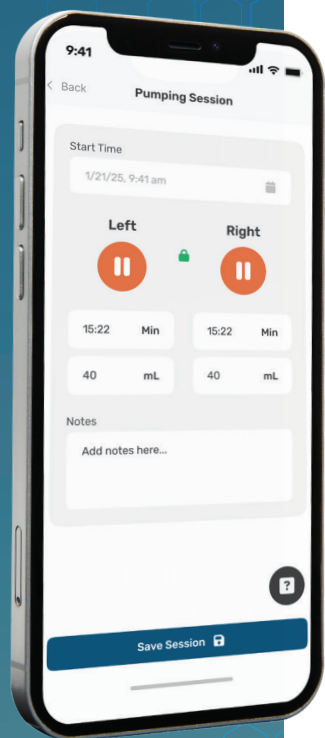 9:41
Back
Pumping Session
Start Time
1/21/25, 9:41 am
Left
Right
15:22 Min
15:22 Min
40 mL
40 mL
Notes
Add notes here...
?
Save Session